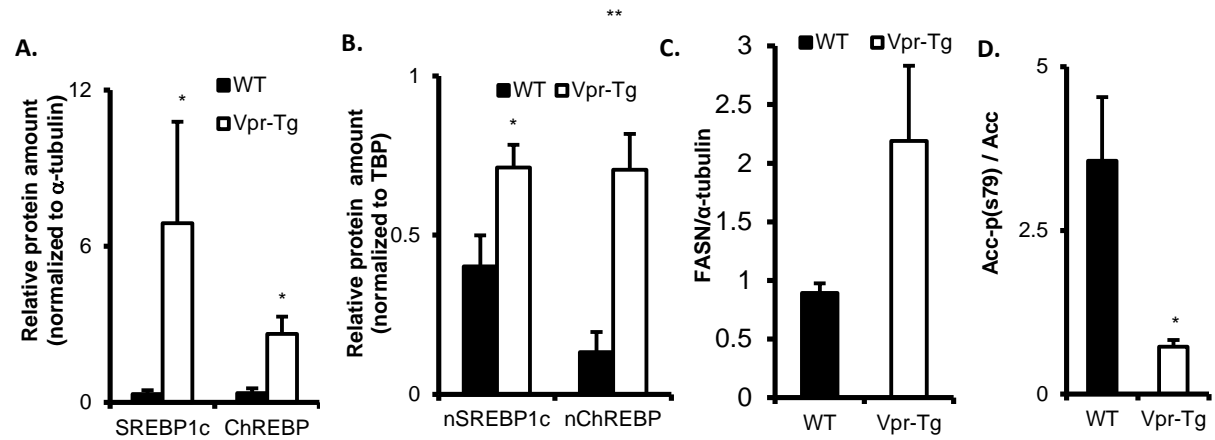 A.
Relative protein amount
(normalized to α-tubulin)
12
6
0
WT
Vpr-Tg
*
*
SREBP1c ChREBP
B.
**
Relative protein amount
(normalized to TBP)
1
0.5
0
WT Vpr-Tg
*
nSREBP1c nChREBP
C.
FASN/α-tubulin
3
2.5
2
1.5
1
0.5
0
WT Vpr-Tg
WT Vpr-Tg
D.
Acc-p(s79) / Acc
5
2.5
0
*
WT Vpr-Tg